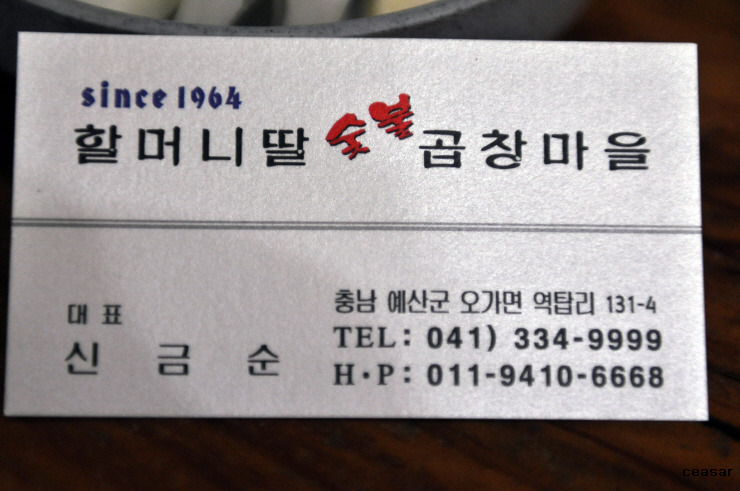 since 1964
할머니딸 숯불 곱창마을
대표
신금순
충남 예산군 오가면 역탑리 131-4
TEL: 041) 334-9999
H·P: 011-9410-6668
ceasar